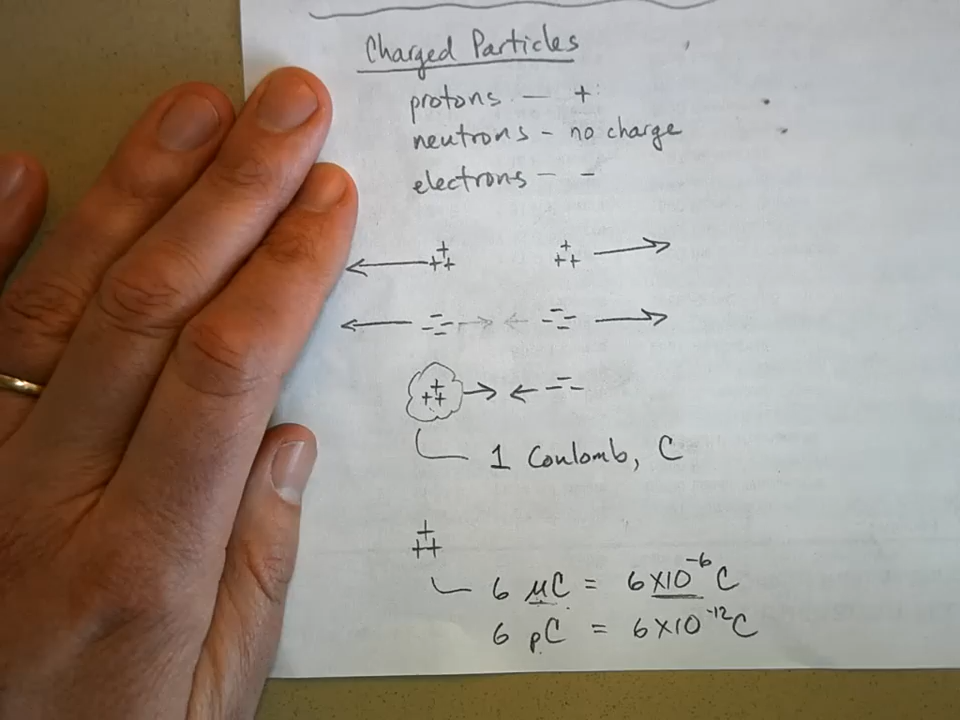 Charged Particles
protons — +
neutrons - no charge
electrons - -
+ ++ + ++
--- ---
+ ++ ---
1 Coulomb, C
+ ++
6 μC = 6×10⁻⁶ C
6 pC = 6×10⁻¹² C